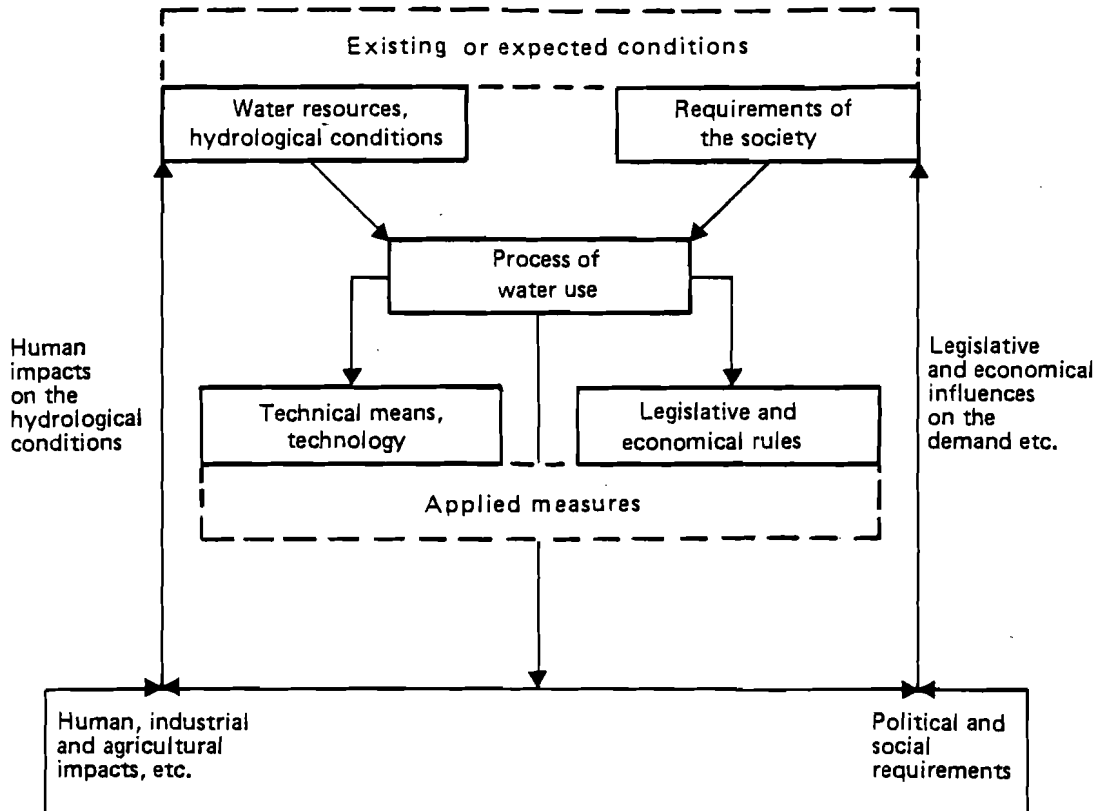 Existing or expected conditions
Water resources,
hydrological conditions
Requirements of
the society
Process of
water use
Human
impacts
on the
hydrological
conditions
Legislative
and economical
influences
on the
demand etc.
Technical means,
technology
Legislative and
economical rules
Applied measures
Human, industrial
and agricultural
impacts, etc.
Political and
social
requirements